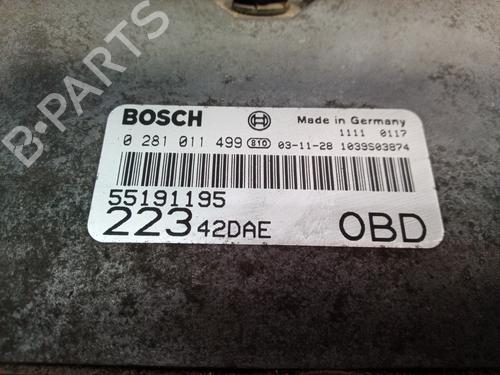 B-PARTS
BOSCH
Made in Germany
1111 0117
0 281 011 499 810 03-11-28 1039S03874
55191195
223 42DAE OBD